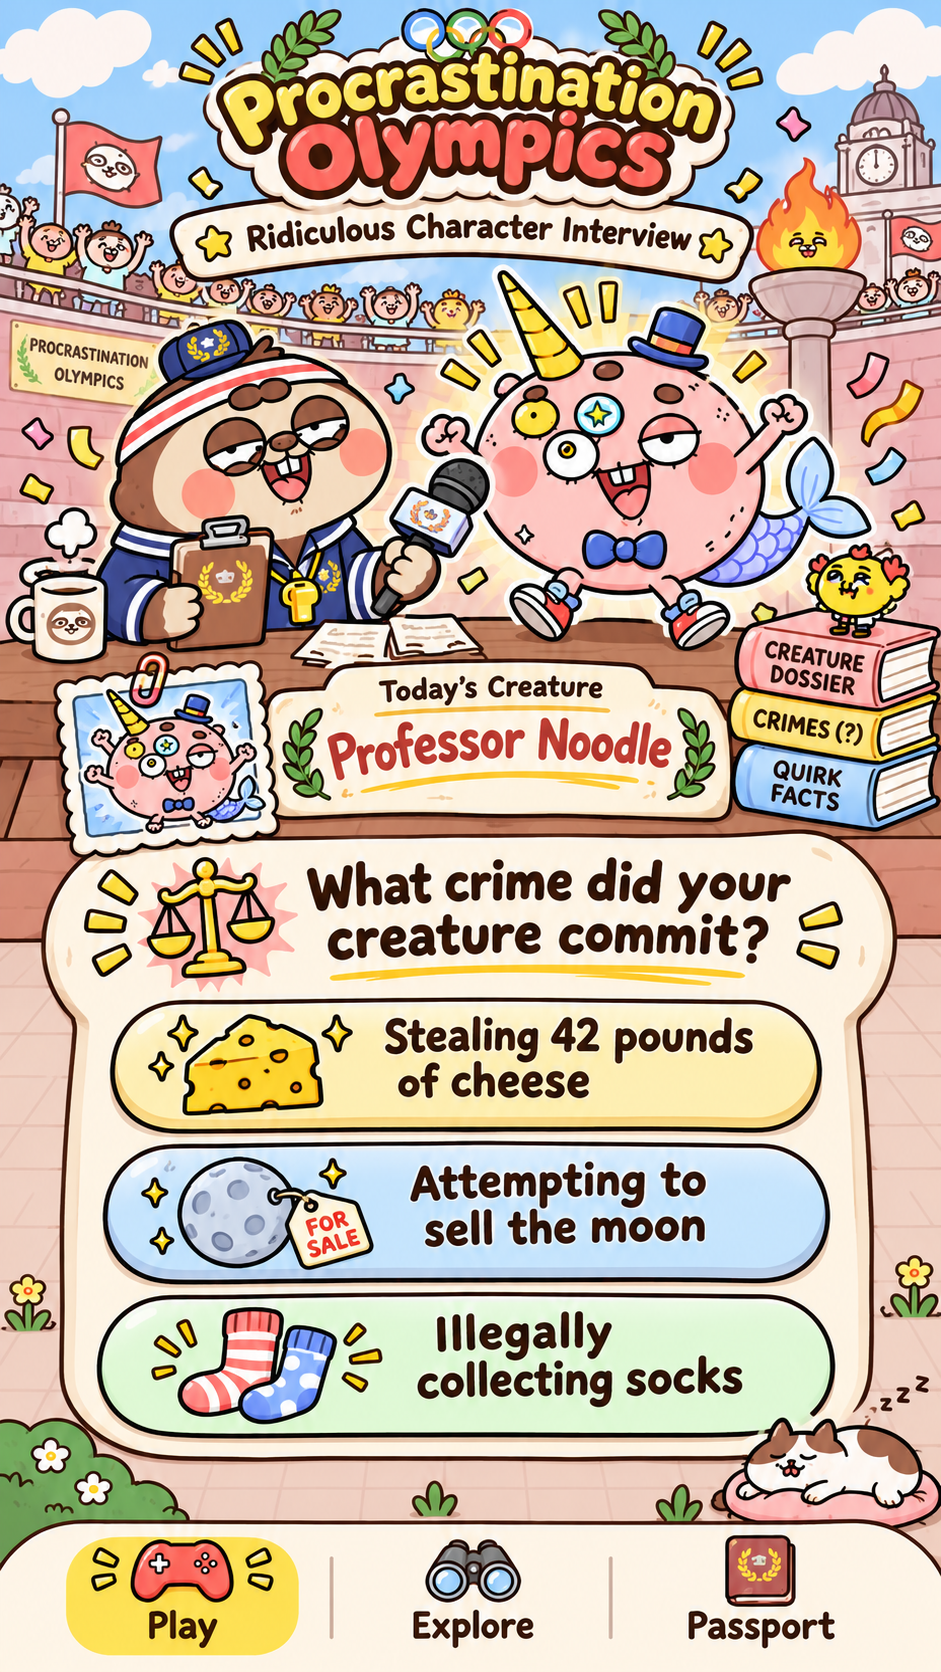 Procrastination
Olympics
Ridiculous Character Interview
PROCRASTINATION
OLYMPICS
Today's Creature
Professor Noodle
CREATURE
DOSSIER
CRIMES (?)
QUIRK
FACTS
What crime did your
creature commit?
Stealing 42 pounds
of cheese
Attempting to
sell the moon
FOR
SALE
Illegally
collecting socks
z z z z
Play
Explore
Passport